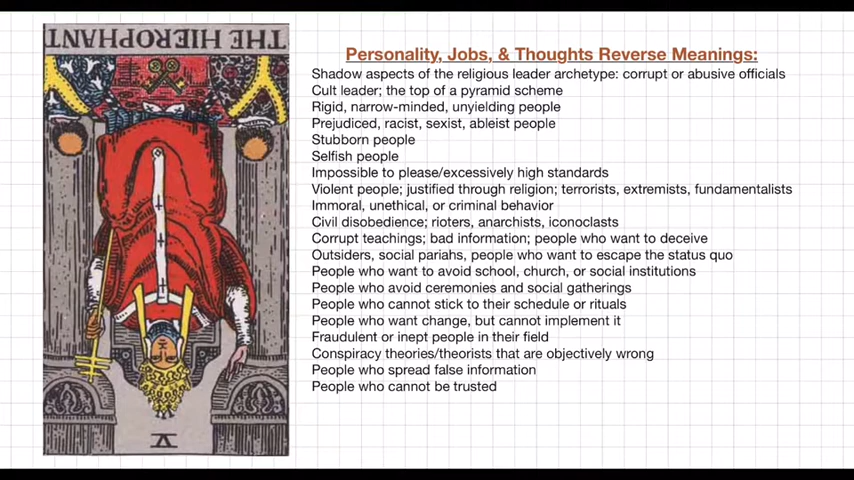 THE HIEROPHANT
V
Personality, Jobs, & Thoughts Reverse Meanings:
Shadow aspects of the religious leader archetype: corrupt or abusive officials
Cult leader; the top of a pyramid scheme
Rigid, narrow-minded, unyielding people
Prejudiced, racist, sexist, ableist people
Stubborn people
Selfish people
Impossible to please/excessively high standards
Violent people; justified through religion; terrorists, extremists, fundamentalists
Immoral, unethical, or criminal behavior
Civil disobedience; rioters, anarchists, iconoclasts
Corrupt teachings; bad information; people who want to deceive
Outsiders, social pariahs, people who want to escape the status quo
People who want to avoid school, church, or social institutions
People who avoid ceremonies and social gatherings
People who cannot stick to their schedule or rituals
People who want change, but cannot implement it
Fraudulent or inept people in their field
Conspiracy theories/theorists that are objectively wrong
People who spread false information
People who cannot be trusted